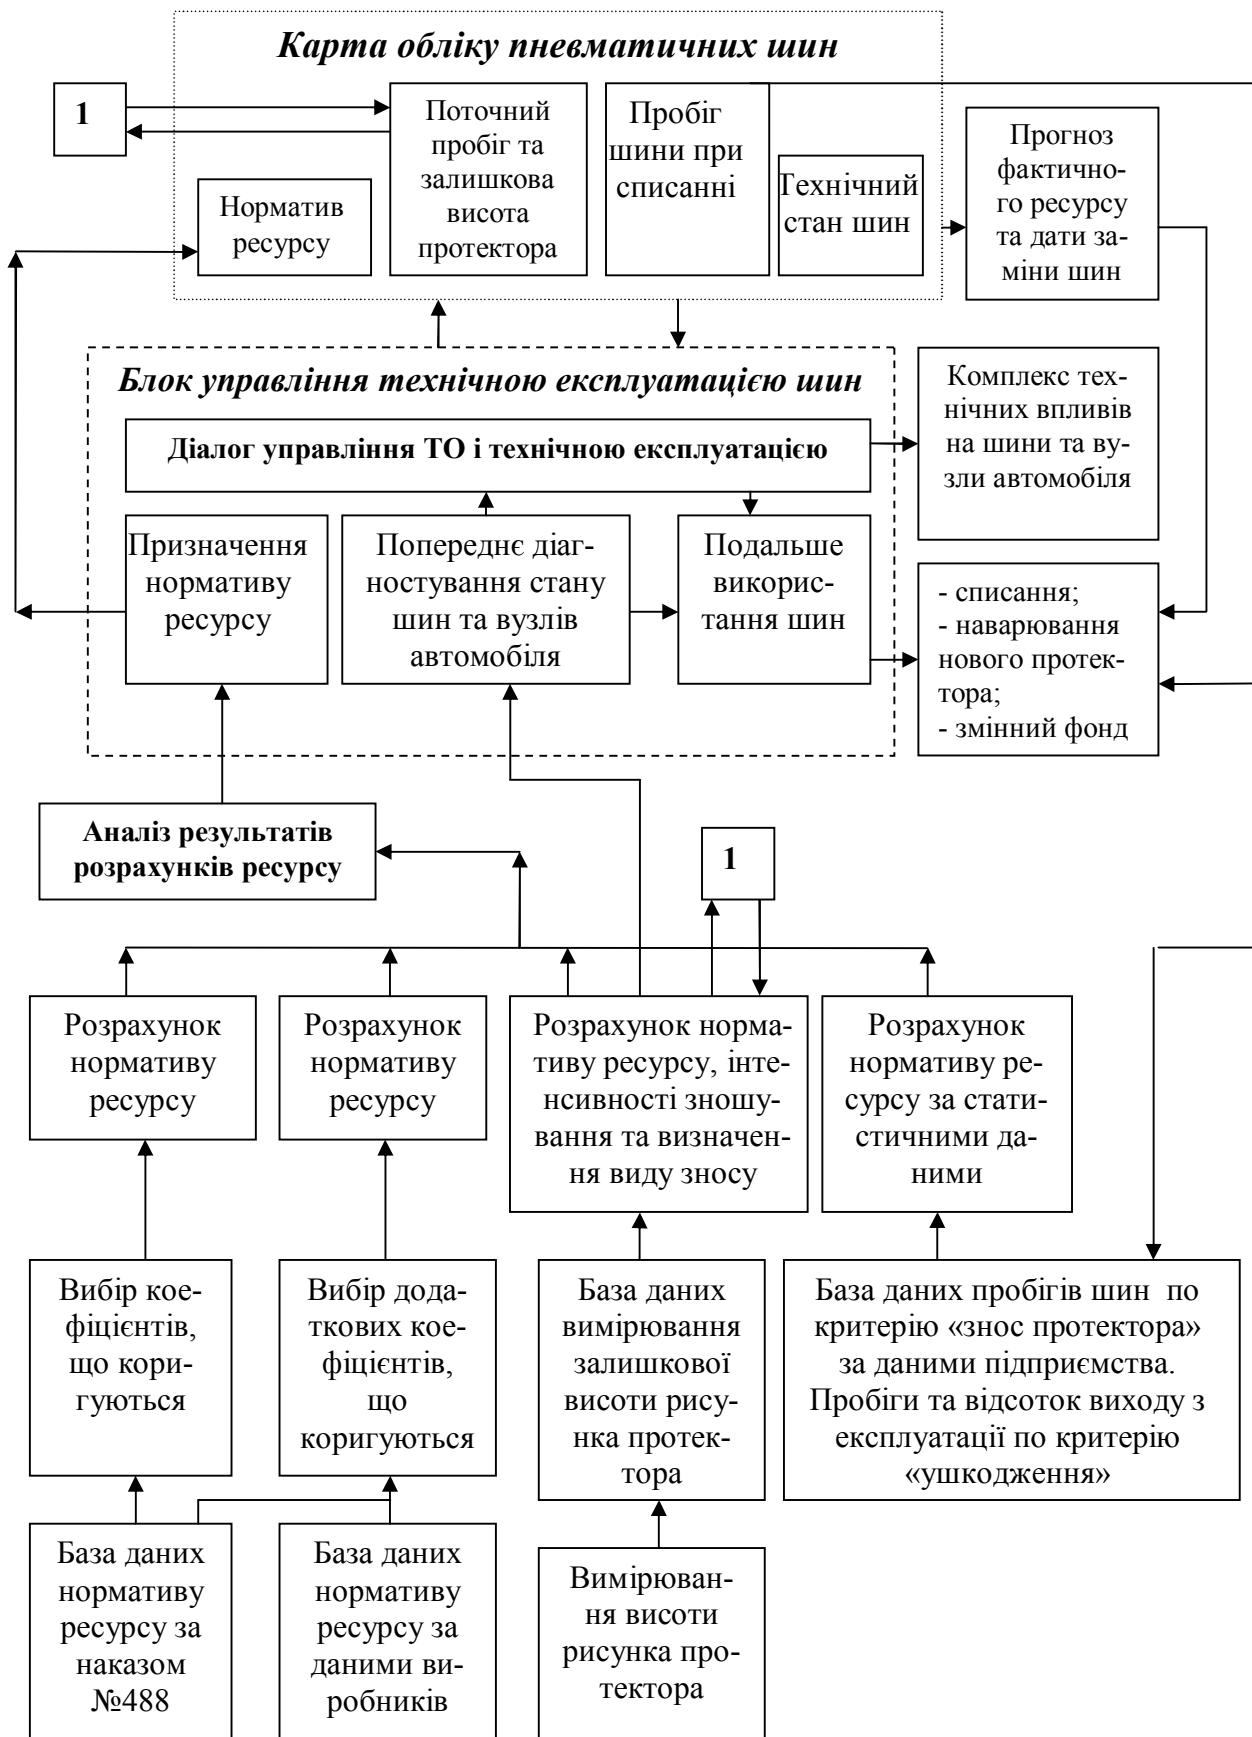 Карта обліку пневматичних шин
1
Поточний
пробіг та
залишкова
висота
протектора
Пробіг
шини при
списанні
Технічний
стан шин
Норматив
ресурсу
Прогноз
фактично-
го ресурсу
та дати за-
міни шин
Блок управління технічною експлуатацією шин
Діалог управління ТО і технічною експлуатацією
Комплекс тех-
нічних впливів
на шини та ву-
зли автомобіля
Призначення
нормативу
ресурсу
Попереднє діаг-
ностування стану
шин та вузлів
автомобіля
Подальше
викорис-
тання шин
- списання;
- наварювання
нового протек-
тора;
- змінний фонд
Аналіз результатів
розрахунків ресурсу
1
Розрахунок
нормативу
ресурсу
Розрахунок
нормативу
ресурсу
Розрахунок норма-
тиву ресурсу, інте-
нсивності зношу-
вання та визначен-
ня виду зносу
Розрахунок
нормативу ре-
сурсу за стати-
стичними да-
ними
Вибір кое-
фіцієнтів,
що кори-
гуються
Вибір дода-
ткових кое-
фіцієнтів,
що
коригуються
База даних
вимірювання
залишкової
висоти рису-
нка протек-
тора
База даних пробігів шин по
критерію «знос протектора»
за даними підприємства.
Пробіги та відсоток виходу з
експлуатації по критерію
«ушкодження»
База даних
нормативу
ресурсу за
наказом
№488
База даних
нормативу
ресурсу за
даними ви-
робників
Вимірюван-
ня висоти
рисунка про-
тектора